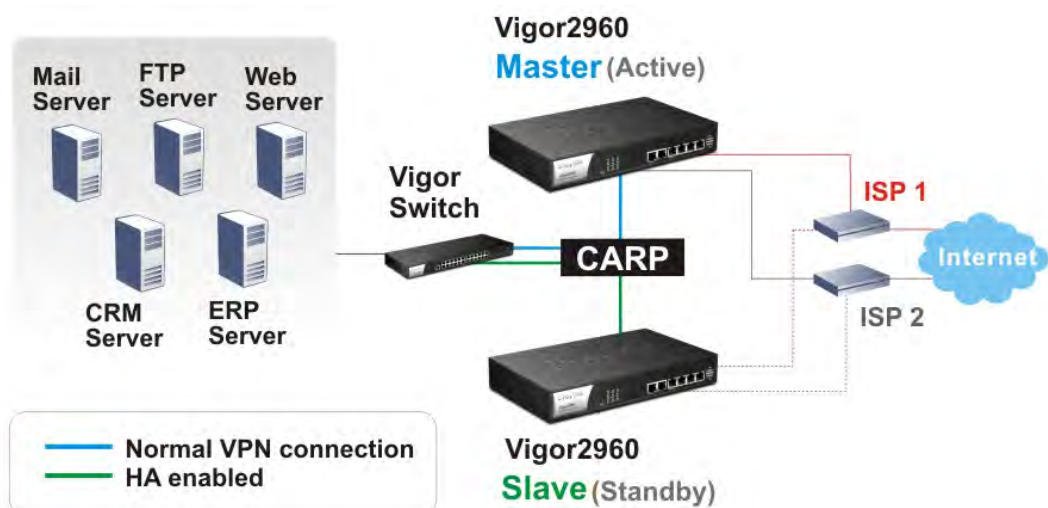 Vigor2960
Master (Active)
Mail
Server
FTP
Server
Web
Server
Vigor
Switch
ISP 1
CARP
Internet
ISP 2
CRM
Server
ERP
Server
Normal VPN connection
HA enabled
Vigor2960
Slave (Standby)